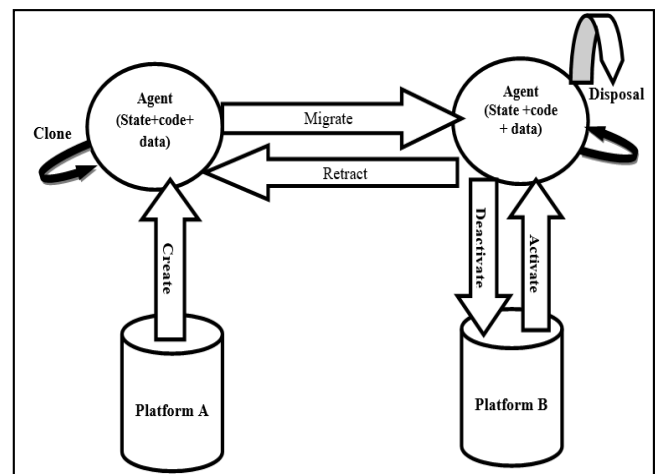 Agent
(State+code+
data)
Clone
Migrate
Retract
Agent
(State +code
+ data)
Disposal
Create
Deactivate
Activate
Platform A
Platform B